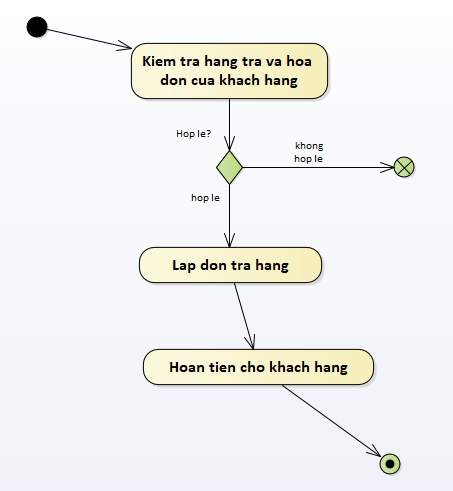 Kiem tra hang tra va hoa
don cua khach hang
Hop le?
khong
hop le
hop le
Lap don tra hang
Hoan tien cho khach hang